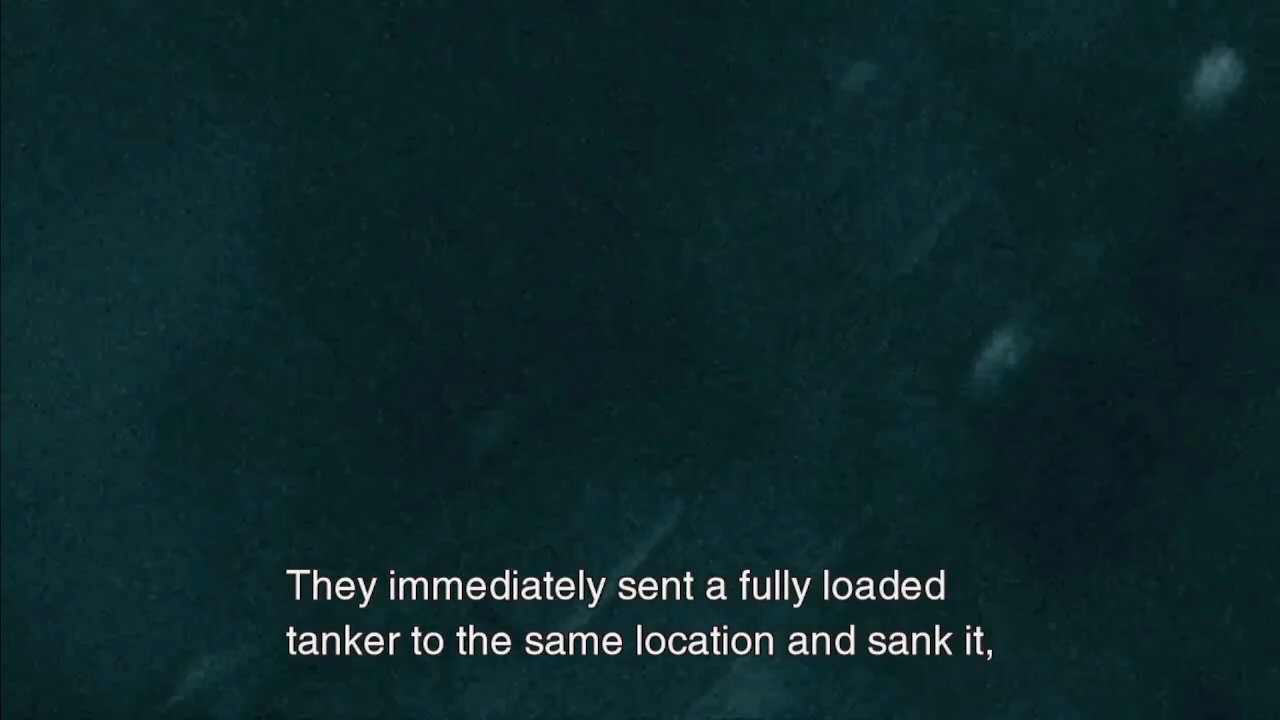 They immediately sent a fully loaded
tanker to the same location and sank it,